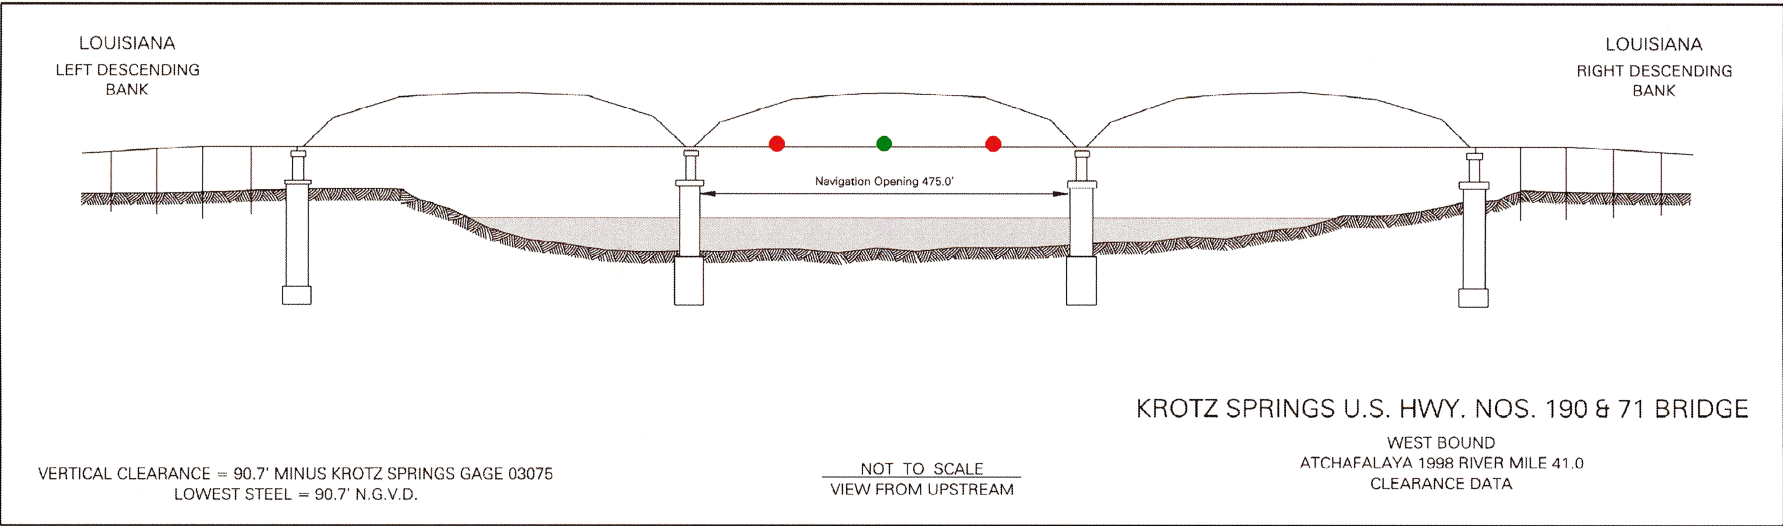 LOUISIANA
LEFT DESCENDING
BANK
LOUISIANA
RIGHT DESCENDING
BANK
Navigation Opening 475.0'
KROTZ SPRINGS U.S. HWY. NOS. 190 & 71 BRIDGE
WEST BOUND
ATCHAFALAYA 1998 RIVER MILE 41.0
CLEARANCE DATA
VERTICAL CLEARANCE = 90.7' MINUS KROTZ SPRINGS GAGE 03075
LOWEST STEEL = 90.7' N.G.V.D.
NOT TO SCALE
VIEW FROM UPSTREAM